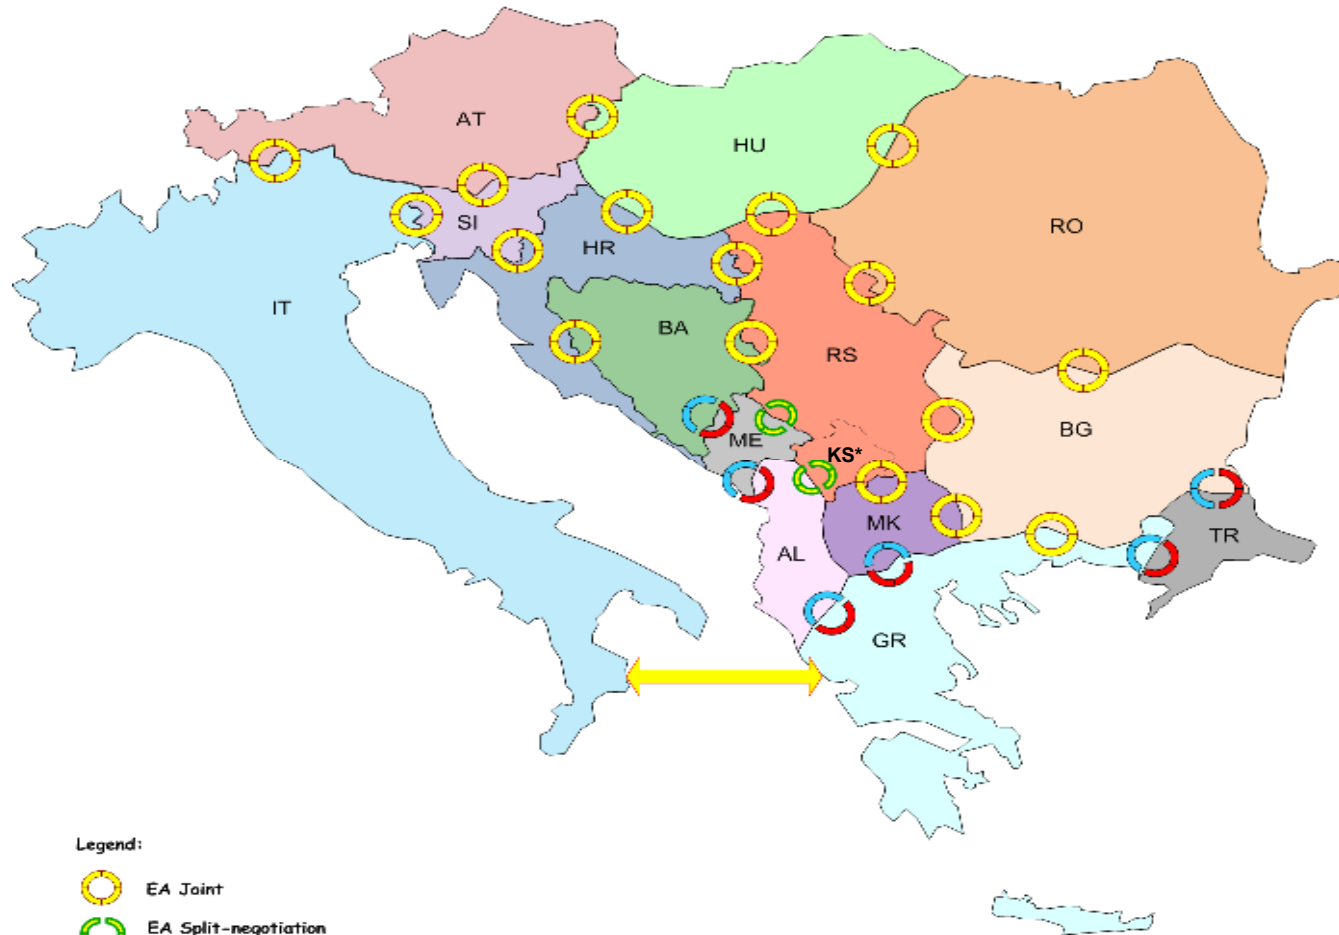 AT
HU
RO
SI
HR
IT
BA
RS
BG
ME
KS*
MK
TR
AL
GR
Legend:
EA Joint
EA Split-negotiation